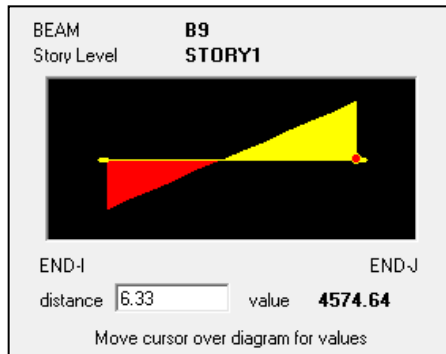 BEAM B9
Story Level STORY1
END-I END-J
distance 6.33 value 4574.64
Move cursor over diagram for values